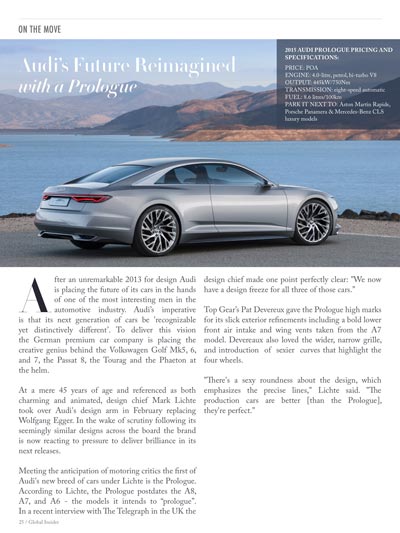 ON THE MOVE
Audi's Future Reimagined
with a Prologue
2015 AUDI PROLOGUE PRICING AND
SPECIFICATIONS:
PRICE: POA
ENGINE: 4.0-litre, petrol, bi-turbo V8
OUTPUT: 445kW/750Nm
TRANSMISSION: eight-speed automatic
FUEL: 8.6 litres/100km
PARK IT NEXT TO: Aston Martin Rapide,
Porsche Panamera & Mercedes-Benz CLS
luxury models
After an unremarkable 2013 for design Audi
is placing the future of its cars in the hands
of one of the most interesting men in the
automotive industry. Audi's imperative
is that its next generation of cars be 'recognizable
yet distinctively different'. To deliver this vision
the German premium car company is placing the
creative genius behind the Volkswagen Golf Mk5, 6,
and 7, the Passat 8, the Tourag and the Phaeton at
the helm.
At a mere 45 years of age and referenced as both
charming and animated, design chief Mark Lichte
took over Audi's design arm in February replacing
Wolfgang Egger. In the wake of scrutiny following its
seemingly similar designs across the board the brand
is now reacting to pressure to deliver brilliance in its
next releases.
Meeting the anticipation of motoring critics the first of
Audi's new breed of cars under Lichte is the Prologue.
According to Lichte, the Prologue postdates the A8,
A7, and A6 - the models it intends to "prologue".
In a recent interview with The Telegraph in the UK the
design chief made one point perfectly clear: "We now
have a design freeze for all three of those cars."
Top Gear's Pat Devereux gave the Prologue high marks
for its slick exterior refinements including a bold lower
front air intake and wing vents taken from the A7
model. Devereaux also loved the wider, narrow grille,
and introduction of sexier curves that highlight the
four wheels.
"There's a sexy roundness about the design, which
emphasizes the precise lines," Lichte said. "The
production cars are better [than the Prologue],
they're perfect."
25 / Global Insider